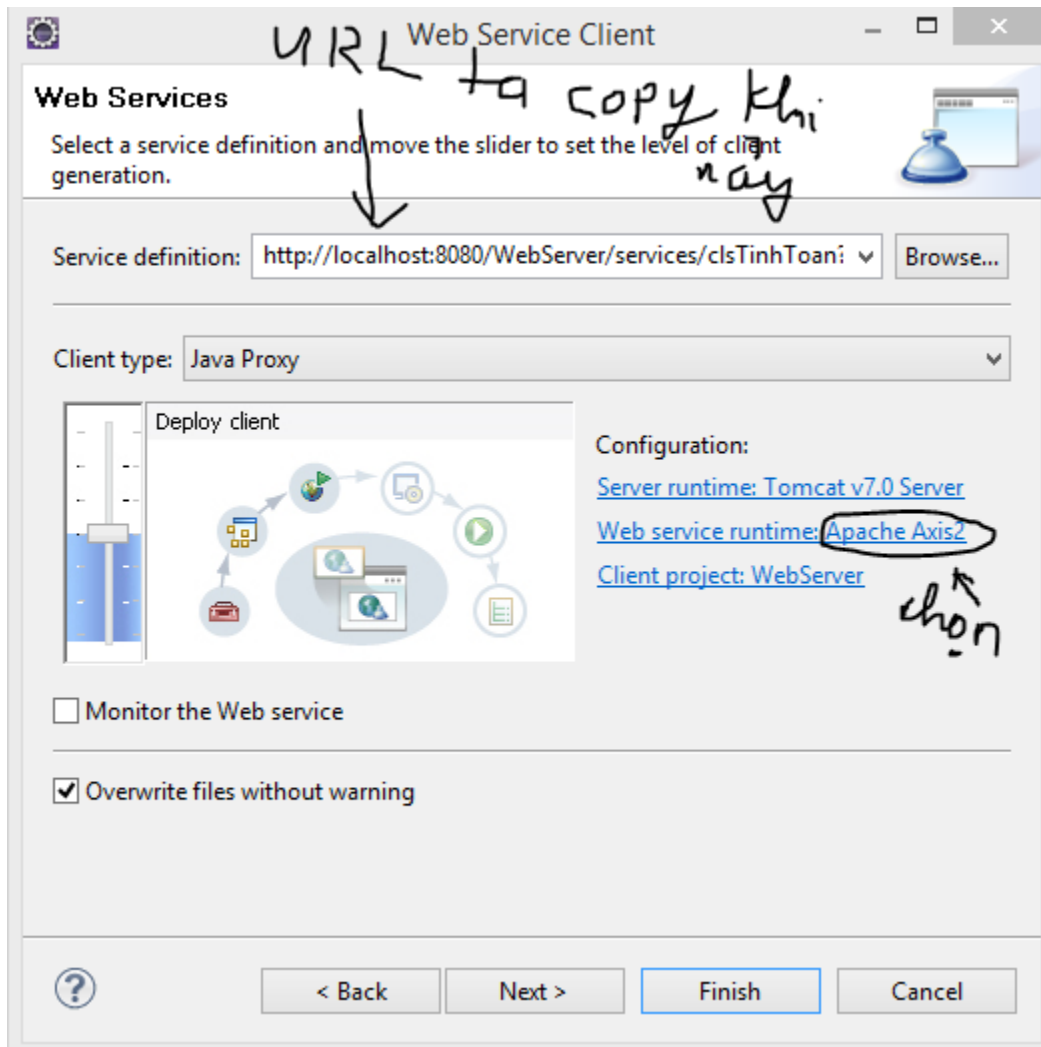 Web Service Client
URL ta copy khi nãy
Web Services
Select a service definition and move the slider to set the level of client
generation.
Service definition: http://localhost:8080/WebServer/services/clsTinhToan? Browse...
Client type: Java Proxy
Deploy client
Configuration:
Server runtime: Tomcat v7.0 Server
Web service runtime: Apache Axis2
Client project: WebServer
chọn
Monitor the Web service
Overwrite files without warning
? < Back Next > Finish Cancel